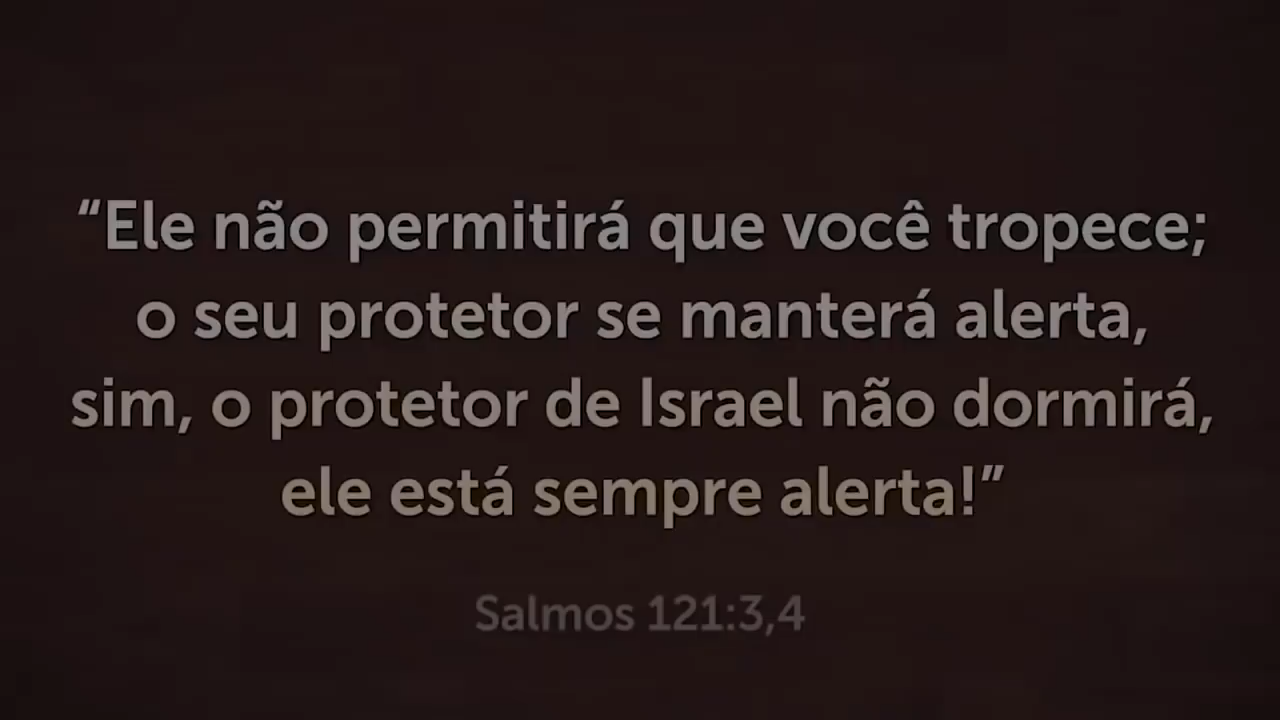 “Ele não permitirá que você tropece;
o seu protetor se manterá alerta,
sim, o protetor de Israel não dormirá,
ele está sempre alerta!”
Salmos 121:3,4